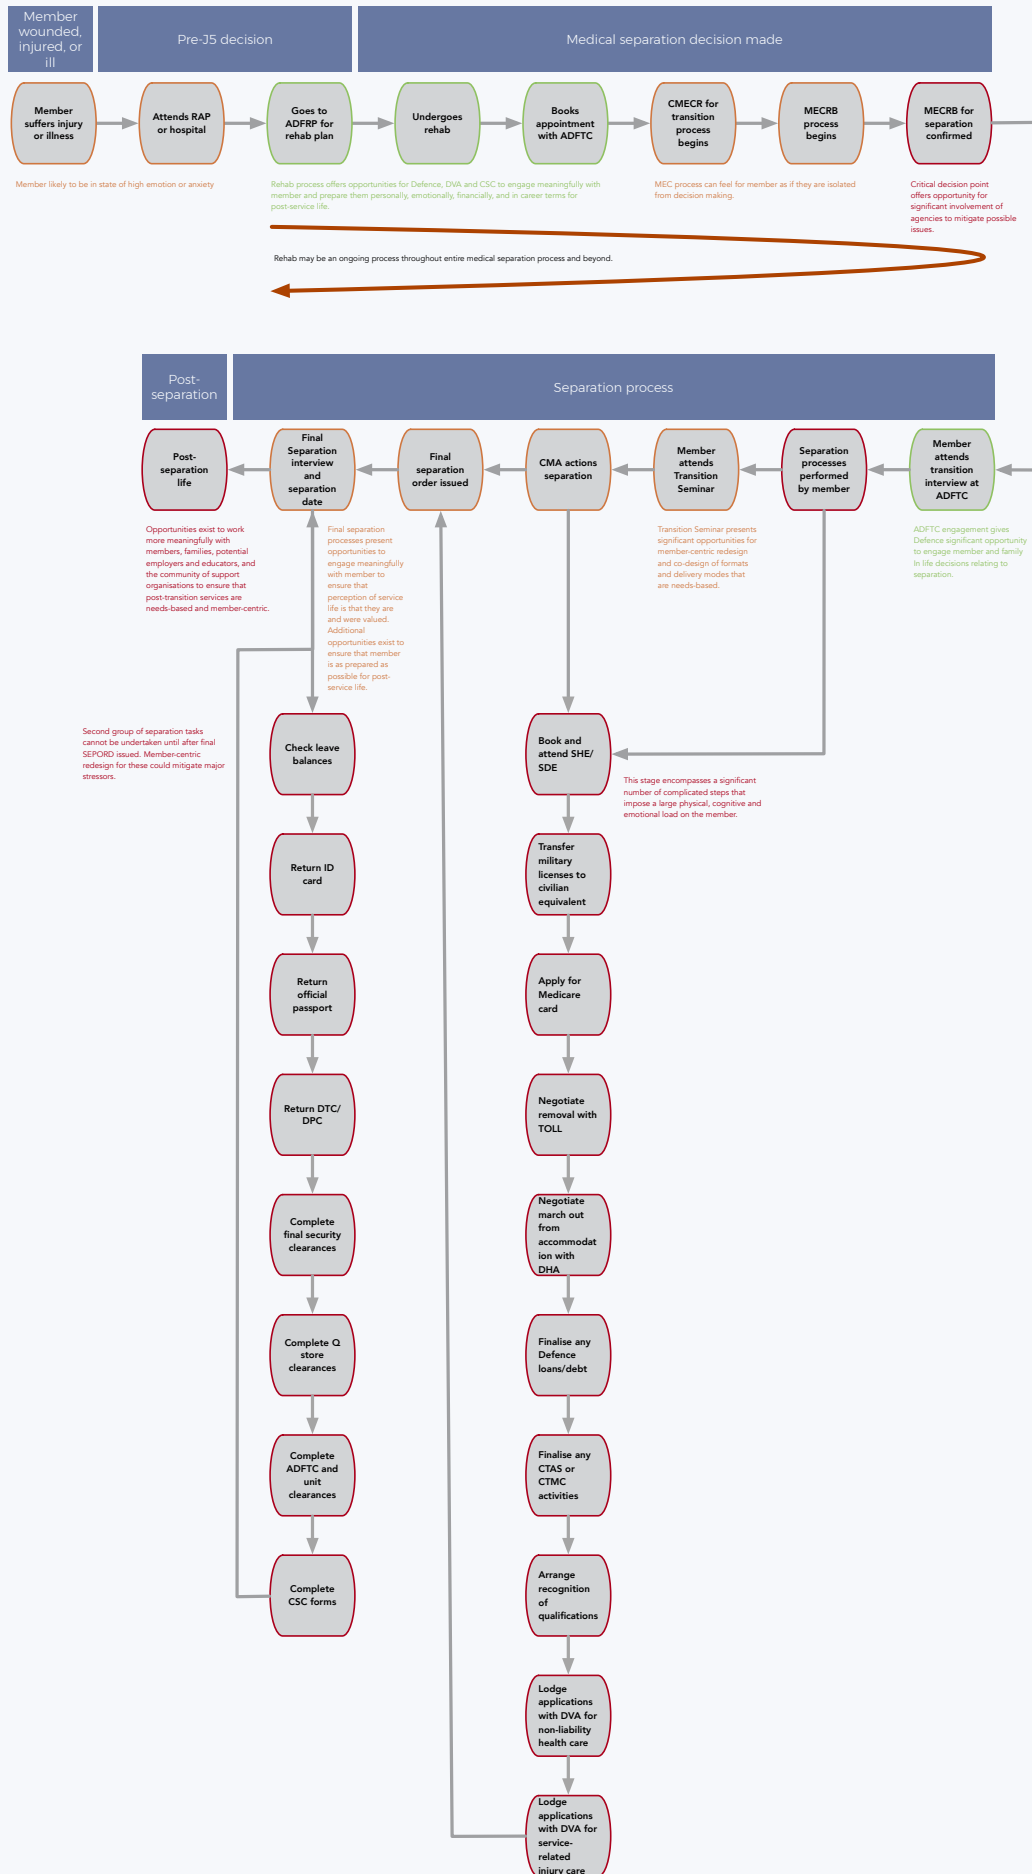 Member
wounded,
injured, or
ill
Pre-J5 decision
Medical separation decision made
Member
suffers injury
or illness
Attends RAP
or hospital
Goes to
ADFRP for
rehab plan
Undergoes
rehab
Books
appointment
with ADFTC
CMECR for
transition
process
begins
MECRB
process
begins
MECRB for
separation
confirmed
Member likely to be in state of high emotion or anxiety
Rehab process offers opportunities for Defence, DVA and CSC to engage meaningfully with
member and prepare them personally, emotionally, financially, and in career terms for
post-service life.
MEC process can feel for member as if they are isolated
from decision making.
Critical decision point
offers opportunity for
significant involvement of
agencies to mitigate possible
issues.
Rehab may be an ongoing process throughout entire medical separation process and beyond.
Post-
separation
Separation process
Post-
separation
life
Final
Separation
interview
and
separation
date
Final
separation
order issued
CMA actions
separation
Member
attends
Transition
Seminar
Separation
processes
performed
by member
Member
attends
transition
interview at
ADFTC
Opportunities exist to work
more meaningfully with
members, families, potential
employers and educators, and
the community of support
organisations to ensure that
post-transition services are
needs-based and member-centric.
Final separation
processes present
opportunities to
engage meaningfully
with member to
ensure that
perception of service
life is that they are
and were valued.
Additional
opportunities exist to
ensure that member
is as prepared as
possible for post-
service life.
Transition Seminar presents
significant opportunities for
member-centric redesign
and co-design of formats
and delivery modes that
are needs-based.
ADFTC engagement gives
Defence significant opportunity
to engage member and family
In life decisions relating to
separation.
Second group of separation tasks
cannot be undertaken until after final
SEPORD issued. Member-centric
redesign for these could mitigate major
stressors.
Check leave
balances
Return ID
card
Return
official
passport
Return DTC/
DPC
Complete
final security
clearances
Complete Q
store
clearances
Complete
ADFTC and
unit
clearances
Complete
CSC forms
Book and
attend SHE/
SDE
This stage encompasses a significant
number of complicated steps that
impose a large physical, cognitive and
emotional load on the member.
Transfer
military
licenses to
civilian
equivalent
Apply for
Medicare
card
Negotiate
removal with
TOLL
Negotiate
march out
from
accommodat
ion with
DHA
Finalise any
Defence
loans/debt
Finalise any
CTAS or
CTMC
activities
Arrange
recognition
of
qualifications
Lodge
applications
with DVA for
non-liability
health care
Lodge
applications
with DVA for
service-
related
injury care